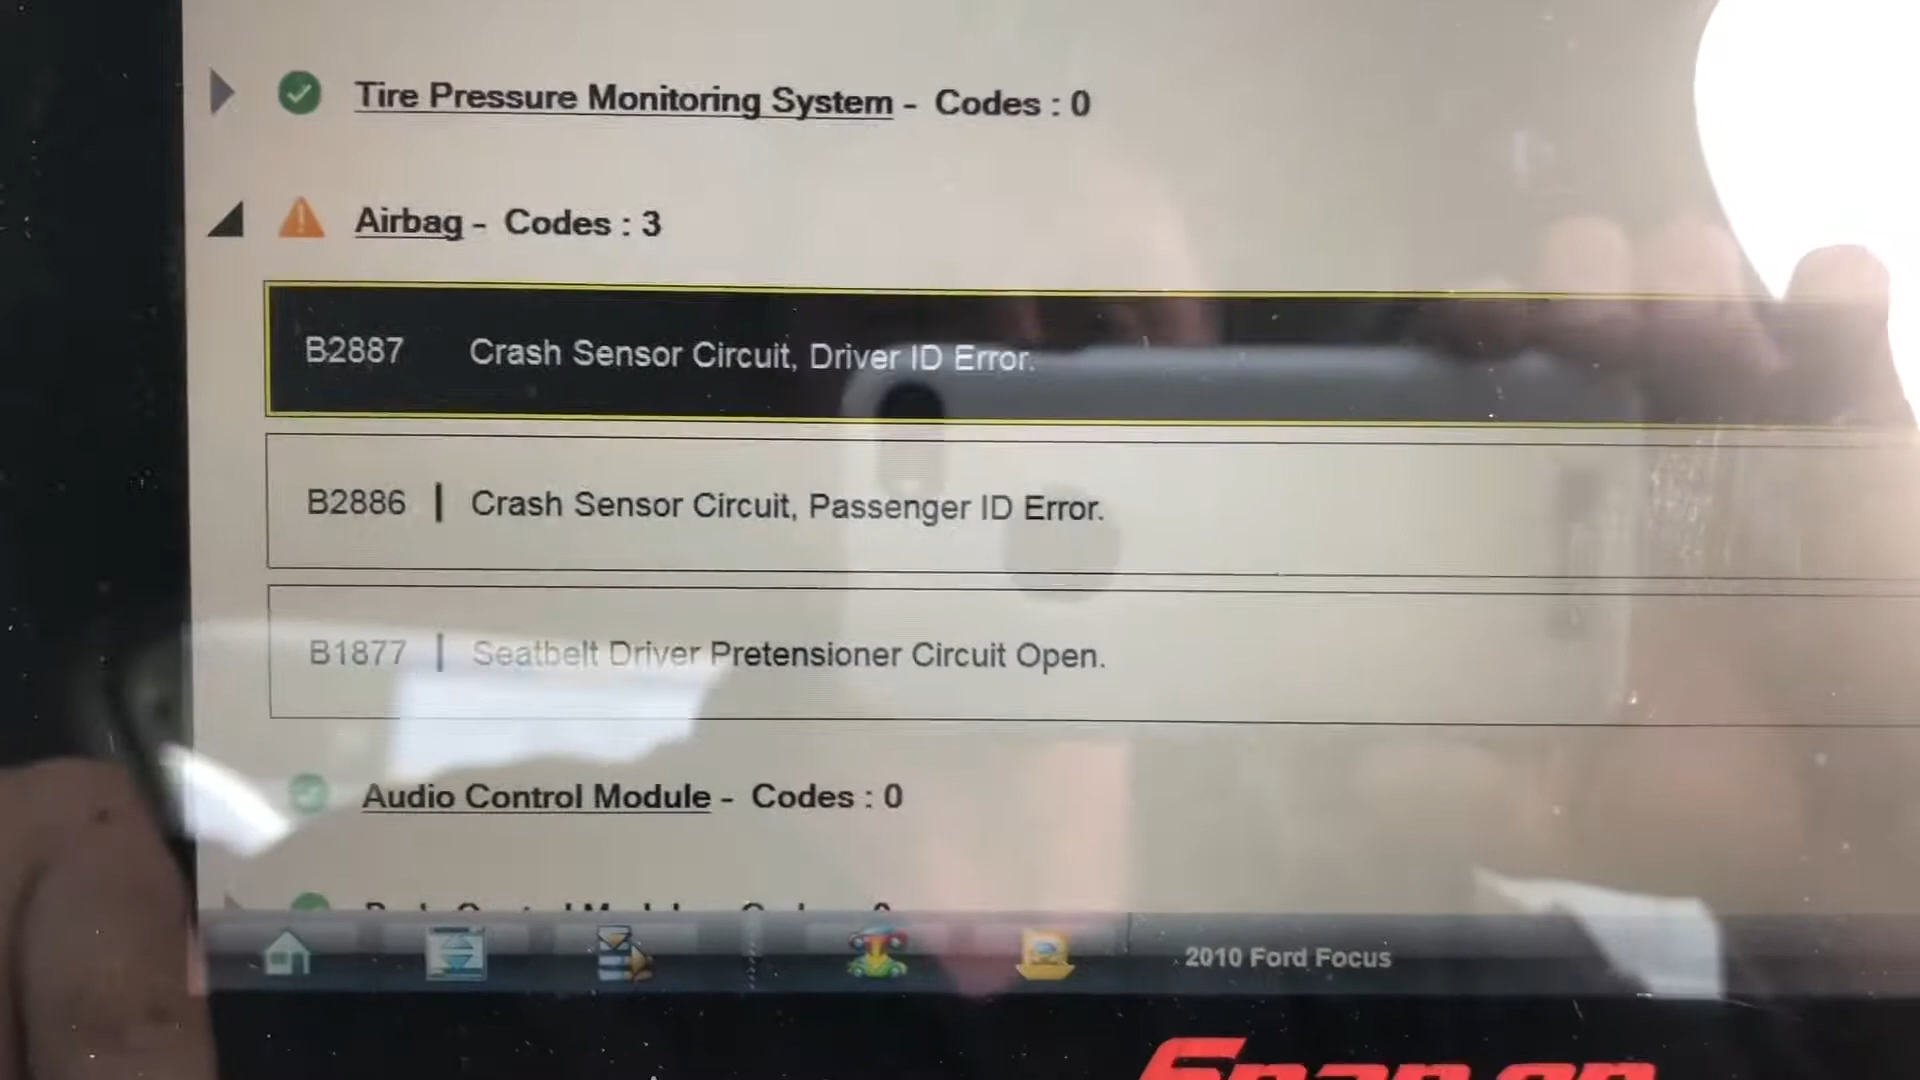 Tire Pressure Monitoring System - Codes : 0
Airbag - Codes : 3
B2887 Crash Sensor Circuit, Driver ID Error.
B2886 | Crash Sensor Circuit, Passenger ID Error.
B1877 | Seatbelt Driver Pretensioner Circuit Open.
Audio Control Module - Codes : 0
2010 Ford Focus